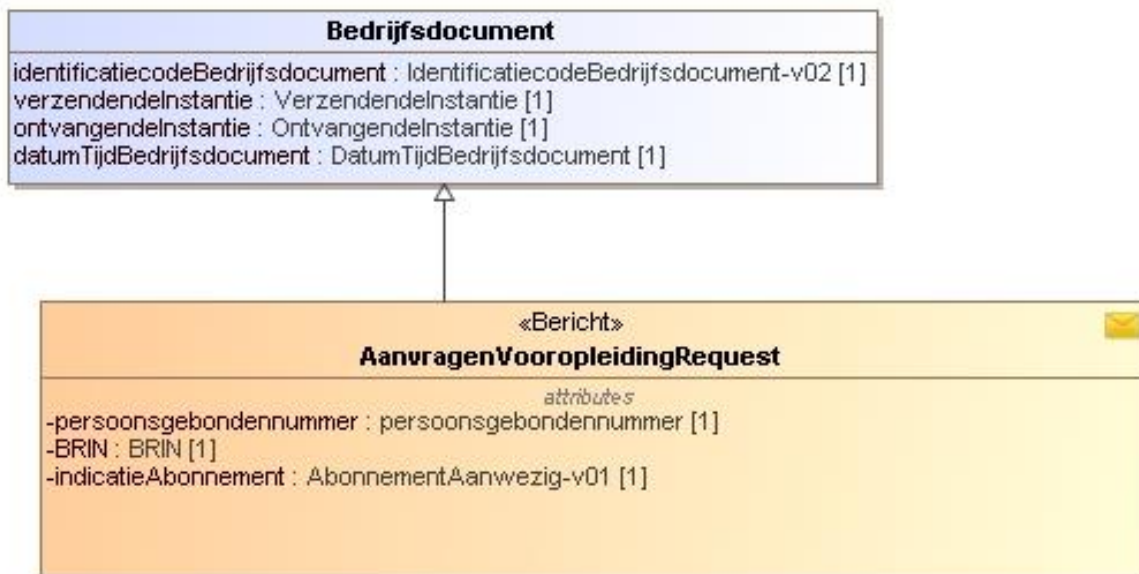 Bedrijfsdocument
identificatiecodeBedrijfsdocument : IdentificatiecodeBedrijfsdocument-v02 [1]
verzendendeInstantie : VerzendendeInstantie [1]
ontvangendeInstantie : OntvangendeInstantie [1]
datumTijdBedrijfsdocument : DatumTijdBedrijfsdocument [1]
«Bericht»
AanvragenVooropleidingRequest
attributes
-persoonsgebondennummer : persoonsgebondennummer [1]
-BRIN : BRIN [1]
-indicatieAbonnement : AbonnementAanwezig-v01 [1]